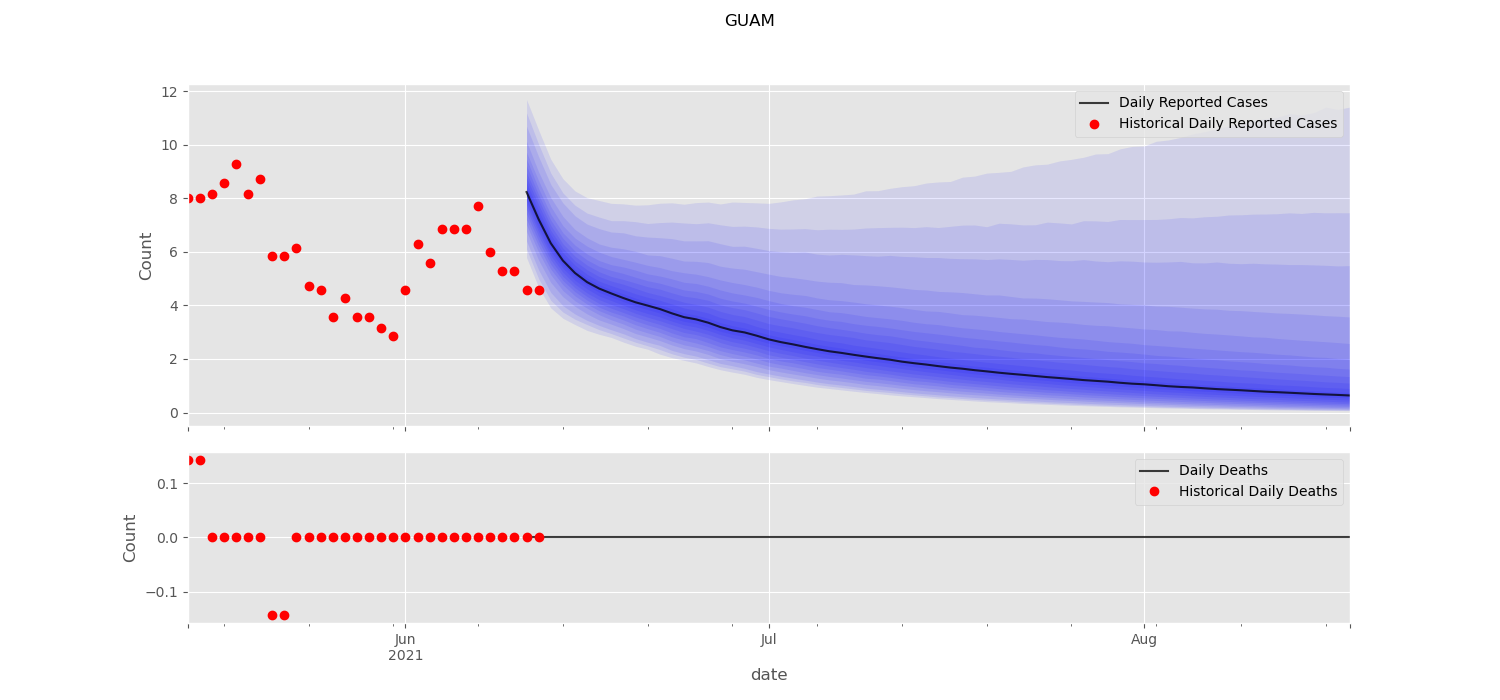 GUAM
12
10
8
6
4
2
0
Count
Daily Reported Cases
Historical Daily Reported Cases
0.1
0.0
−0.1
Count
Daily Deaths
Historical Daily Deaths
Jun
2021
Jul
Aug
date